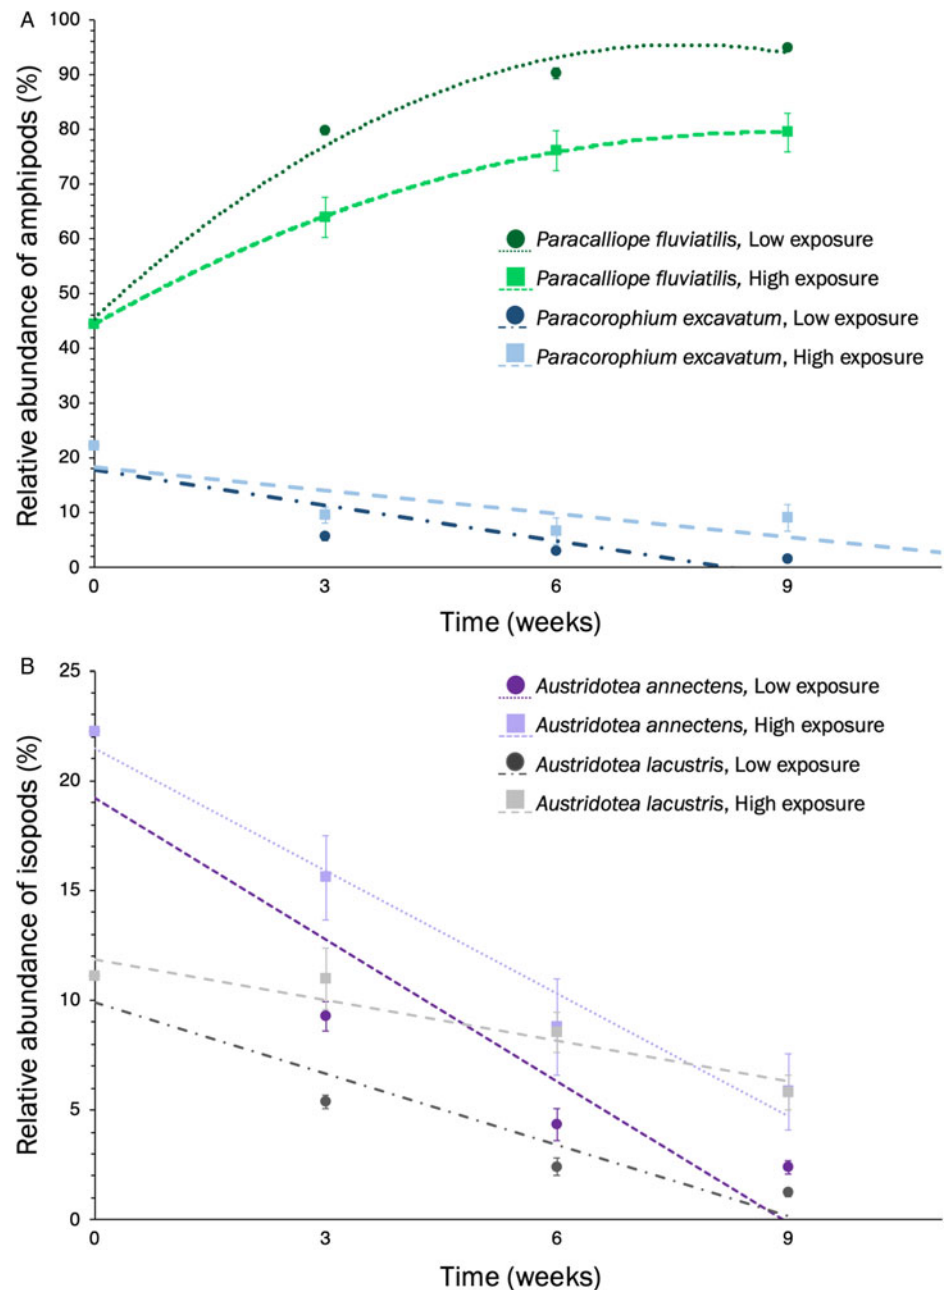 A
100
90
80
70
60
50
40
30
20
10
0
Relative abundance of amphipods (%)
Paracalliope fluviatilis, Low exposure
Paracalliope fluviatilis, High exposure
Paracorophium excavatum, Low exposure
Paracorophium excavatum, High exposure
0 3 6 9
Time (weeks)
B
25
20
15
10
5
0
Relative abundance of isopods (%)
Austridotea annectens, Low exposure
Austridotea annectens, High exposure
Austridotea lacustris, Low exposure
Austridotea lacustris, High exposure
0 3 6 9
Time (weeks)